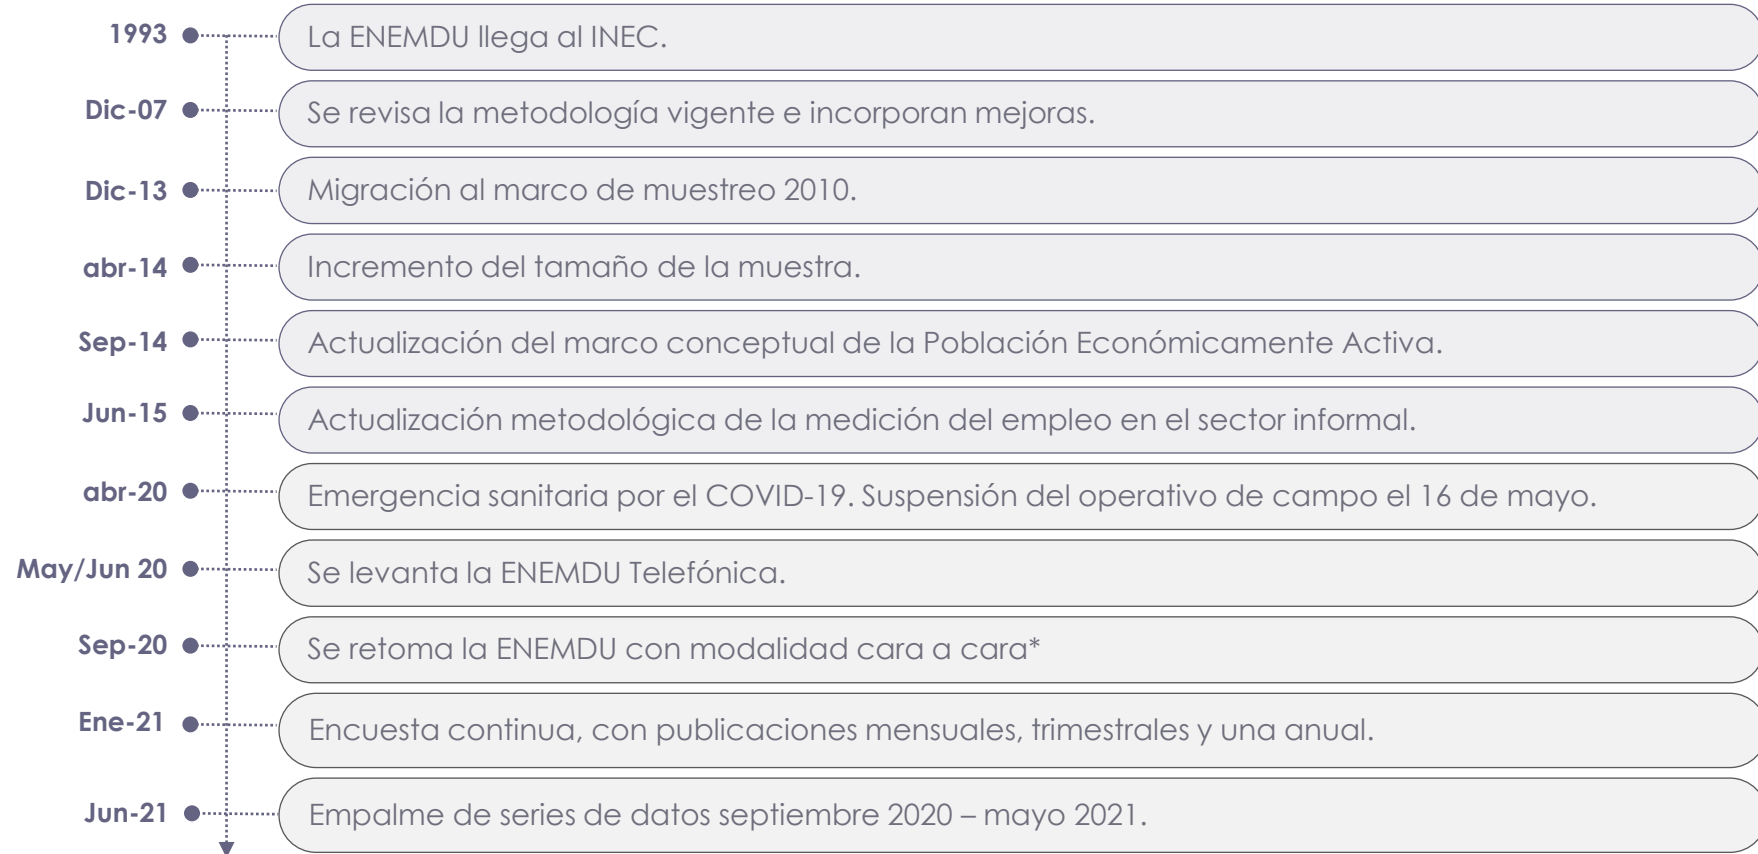 1993 La ENEMDU llega al INEC.
Dic-07 Se revisa la metodología vigente e incorporan mejoras.
Dic-13 Migración al marco de muestreo 2010.
abr-14 Incremento del tamaño de la muestra.
Sep-14 Actualización del marco conceptual de la Población Económicamente Activa.
Jun-15 Actualización metodológica de la medición del empleo en el sector informal.
abr-20 Emergencia sanitaria por el COVID-19. Suspensión del operativo de campo el 16 de mayo.
May/Jun 20 Se levanta la ENEMDU Telefónica.
Sep-20 Se retoma la ENEMDU con modalidad cara a cara*
Ene-21 Encuesta continua, con publicaciones mensuales, trimestrales y una anual.
Jun-21 Empalme de series de datos septiembre 2020 – mayo 2021.